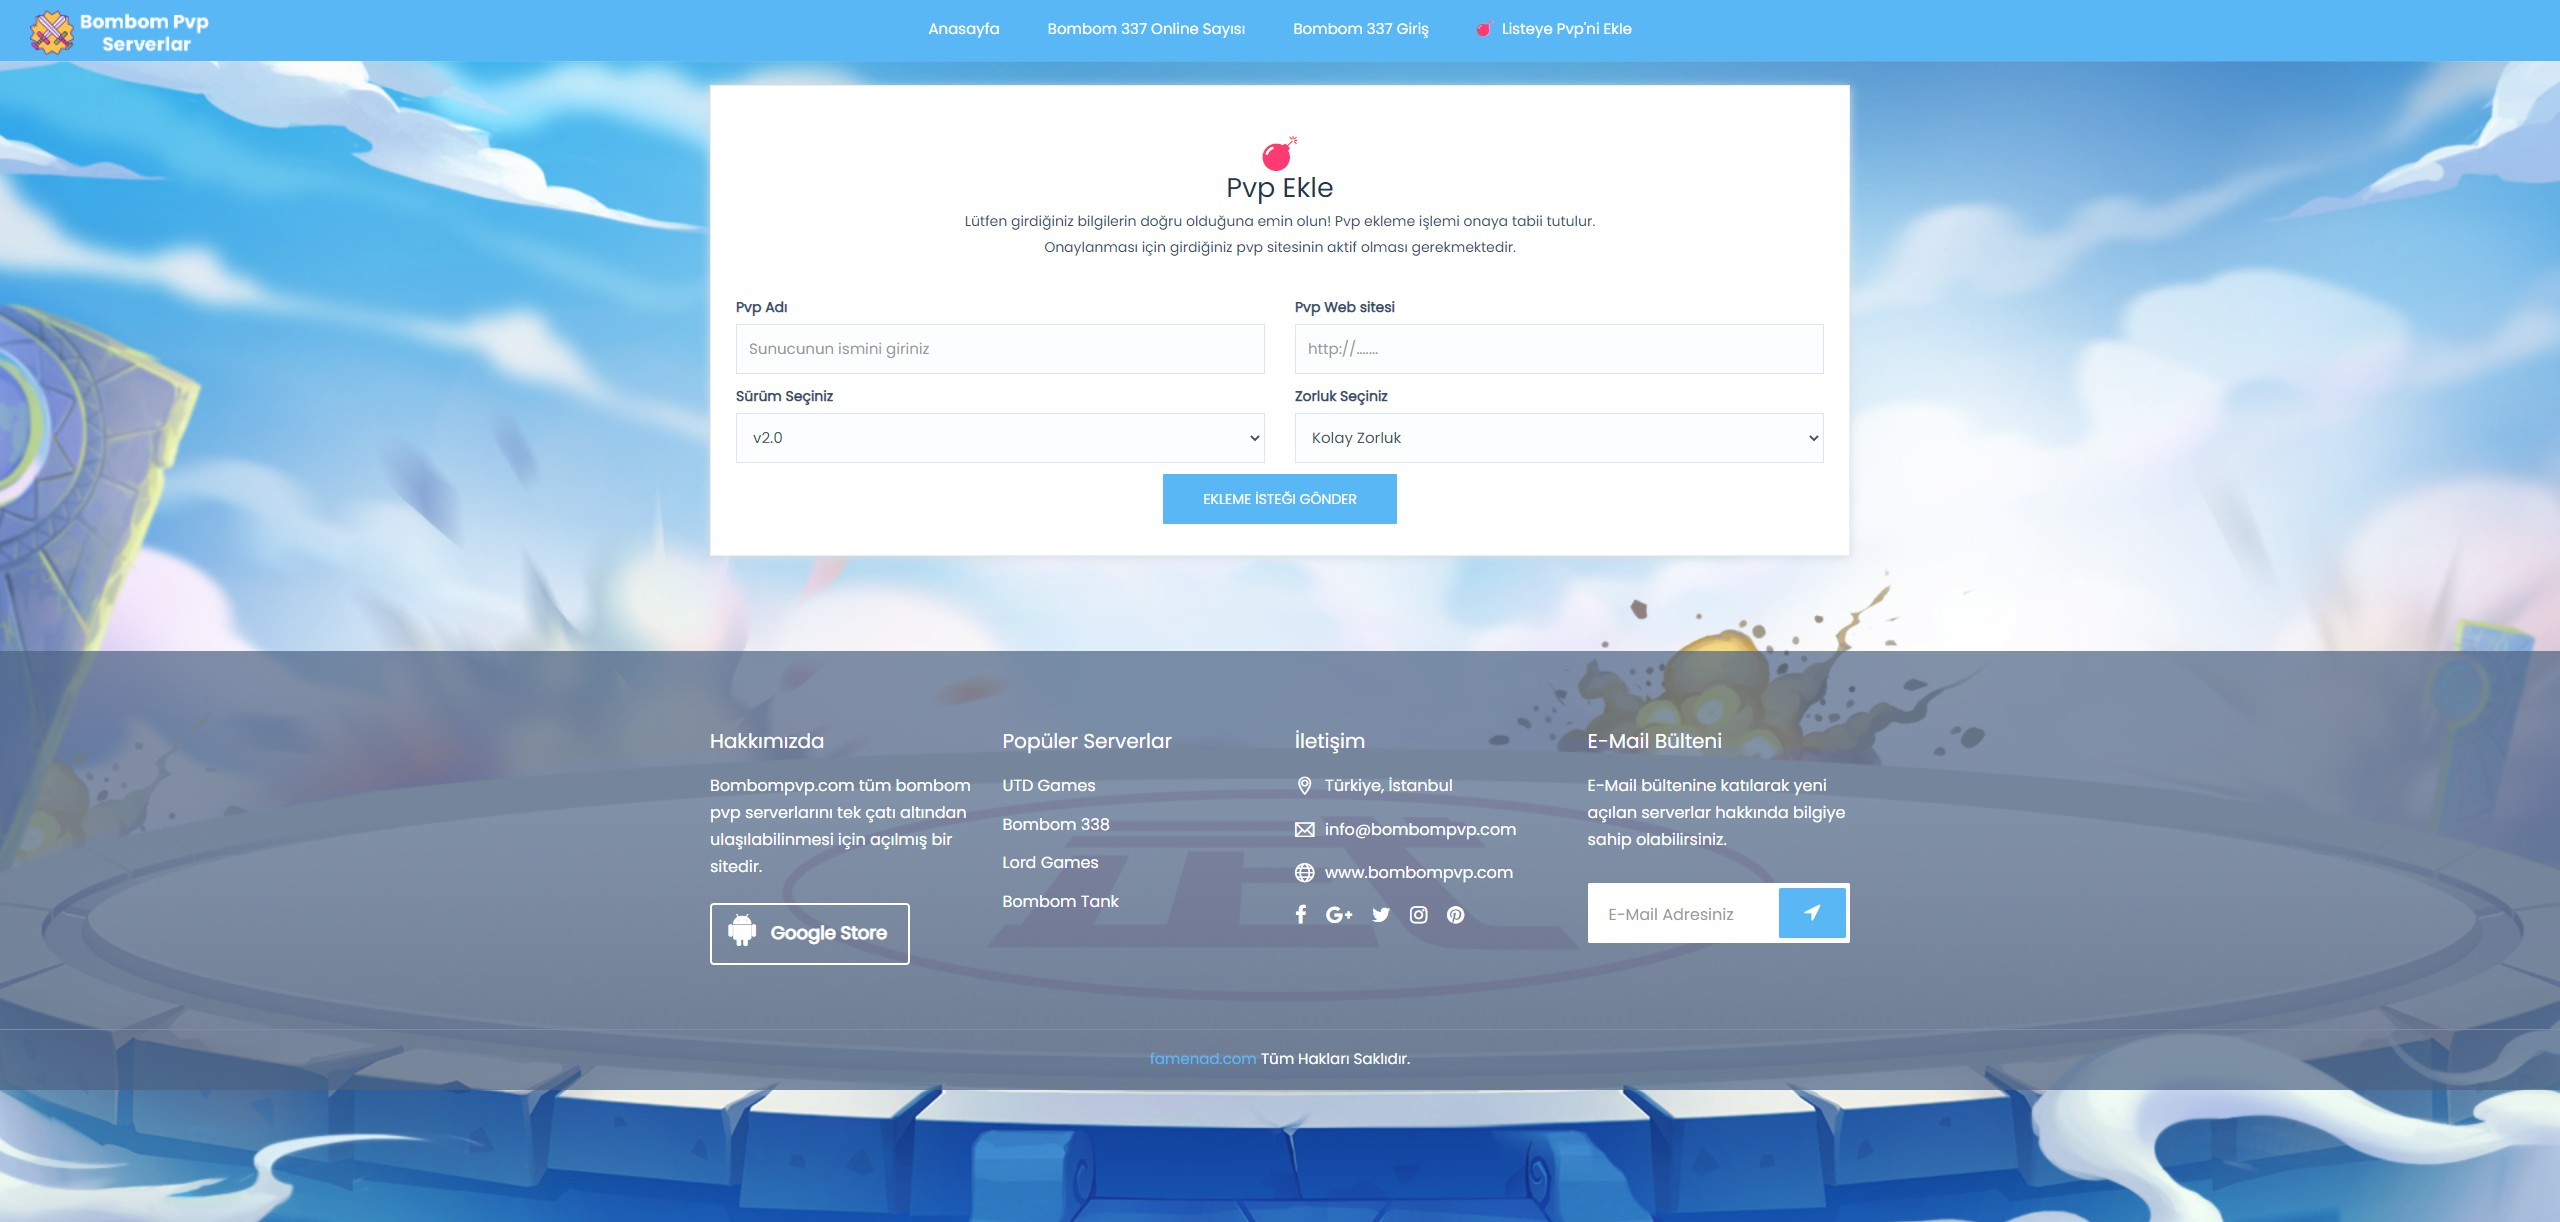 Bombom Pvp
Serverlar
Anasayfa
Bombom 337 Online Sayısı
Bombom 337 Giriş
Listeye Pvp'ni Ekle
Pvp Ekle
Lütfen girdiğiniz bilgilerin doğru olduğuna emin olun! Pvp ekleme işlemi onaya tabii tutulur.
Onaylanması için girdiğiniz pvp sitesinin aktif olması gerekmektedir.
Pvp Adı
Sunucunun ismini giriniz
Pvp Web sitesi
http://.......
Sürüm Seçiniz
v2.0
Zorluk Seçiniz
Kolay Zorluk
EKLEME İSTEĞI GÖNDER
Hakkımızda
Bombompvp.com tüm bombom
pvp serverlarını tek çatı altından
ulaşılabilinmesi için açılmış bir
sitedir.
Google Store
Popüler Serverlar
UTD Games
Bombom 338
Lord Games
Bombom Tank
İletişim
Türkiye, İstanbul
info@bombompvp.com
www.bombompvp.com
E-Mail Bülteni
E-Mail bültenine katılarak yeni
açılan serverlar hakkında bilgiye
sahip olabilirsiniz.
E-Mail Adresiniz
famenad.com Tüm Hakları Saklıdır.